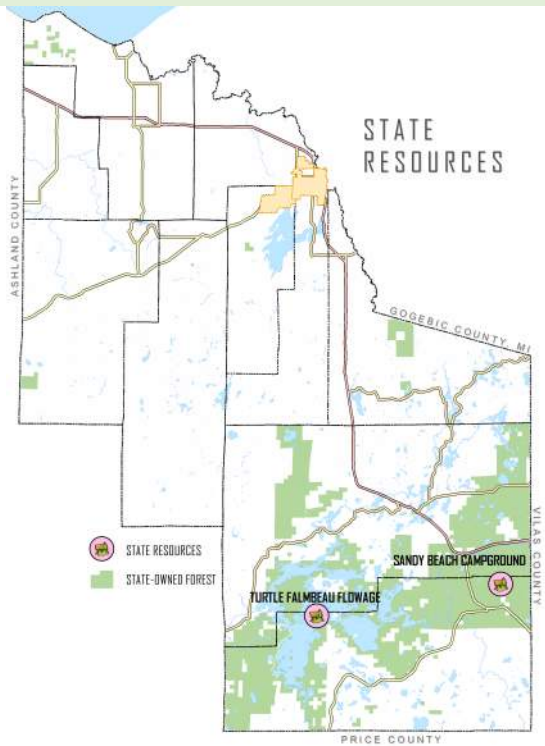 STATE
RESOURCES
ASHLAND COUNTY
GOGEBIC COUNTY, MI
VILAS COUNTY
STATE RESOURCES
STATE-OWNED FOREST
SANDY BEACH CAMPGROUND
TURTLE FALMBEAU FLOWAGE
PRICE COUNTY